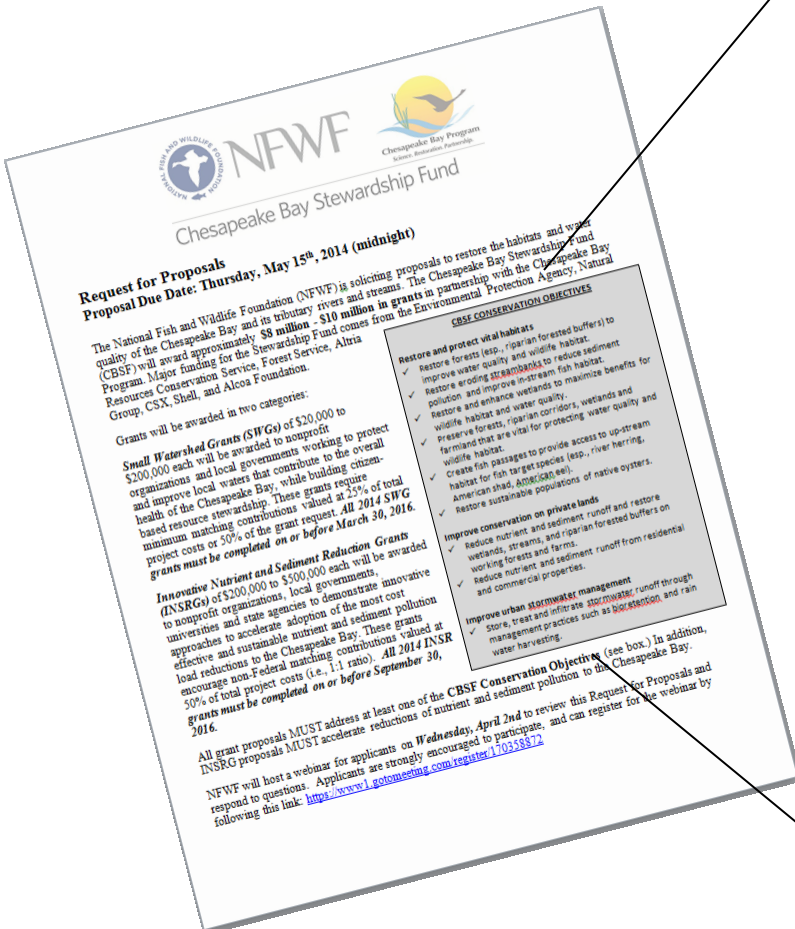 NATIONAL FISH AND WILDLIFE FOUNDATION
NFWF
Chesapeake Bay Program
Science. Restoration. Partnership.
Chesapeake Bay Stewardship Fund
Request for Proposals
Proposal Due Date: Thursday, May 15th, 2014 (midnight)
The National Fish and Wildlife Foundation (NFWF) is soliciting proposals to restore the habitats and water
quality of the Chesapeake Bay and its tributary rivers and streams. The Chesapeake Bay Stewardship Fund
(CBSF) will award approximately $8 million - $10 million in grants in partnership with the Chesapeake Bay
Program. Major funding for the Stewardship Fund comes from the Environmental Protection Agency, Natural
Resources Conservation Service, Forest Service, Altria
Group, CSX, Shell, and Alcoa Foundation.
Grants will be awarded in two categories:
Small Watershed Grants (SWGs) of $20,000 to
$200,000 each will be awarded to nonprofit
organizations and local governments working to protect
and improve local waters that contribute to the overall
health of the Chesapeake Bay, while building citizen-
based resource stewardship. These grants require
minimum matching contributions valued at 25% of total
project costs or 50% of the grant request. All 2014 SWG
grants must be completed on or before March 30, 2016.
Innovative Nutrient and Sediment Reduction Grants
(INSRGs) of $200,000 to $500,000 each will be awarded
to nonprofit organizations, local governments,
universities and state agencies to demonstrate innovative
approaches to accelerate adoption of the most cost
effective and sustainable nutrient and sediment pollution
load reductions to the Chesapeake Bay. These grants
encourage non-Federal matching contributions valued at
50% of total project costs (i.e., 1:1 ratio). All 2014 INSR
grants must be completed on or before September 30,
2016.
CBSF CONSERVATION OBJECTIVES
Restore and protect vital habitats
✓ Restore forests (esp., riparian forested buffers) to
improve water quality and wildlife habitat.
✓ Restore eroding streambanks to reduce sediment
pollution and improve in-stream fish habitat.
✓ Restore and enhance wetlands to maximize benefits for
wildlife habitat and water quality.
✓ Preserve forests, riparian corridors, wetlands and
farmland that are vital for protecting water quality and
wildlife habitat.
✓ Create fish passages to provide access to up-stream
habitat for fish target species (esp., river herring,
American shad, American eel).
✓ Restore sustainable populations of native oysters.
Improve conservation on private lands
✓ Reduce nutrient and sediment runoff and restore
wetlands, streams, and riparian forested buffers on
working forests and farms.
✓ Reduce nutrient and sediment runoff from residential
and commercial properties.
Improve urban stormwater management
✓ Store, treat and infiltrate stormwater runoff through
management practices such as bioretention and rain
water harvesting.
All grant proposals MUST address at least one of the CBSF Conservation Objectives (see box.) In addition,
INSRG proposals MUST accelerate reductions of nutrient and sediment pollution to the Chesapeake Bay.
NFWF will host a webinar for applicants on Wednesday, April 2nd to review this Request for Proposals and
respond to questions. Applicants are strongly encouraged to participate, and can register for the webinar by
following this link: https://www1.gotomeeting.com/register/170358872